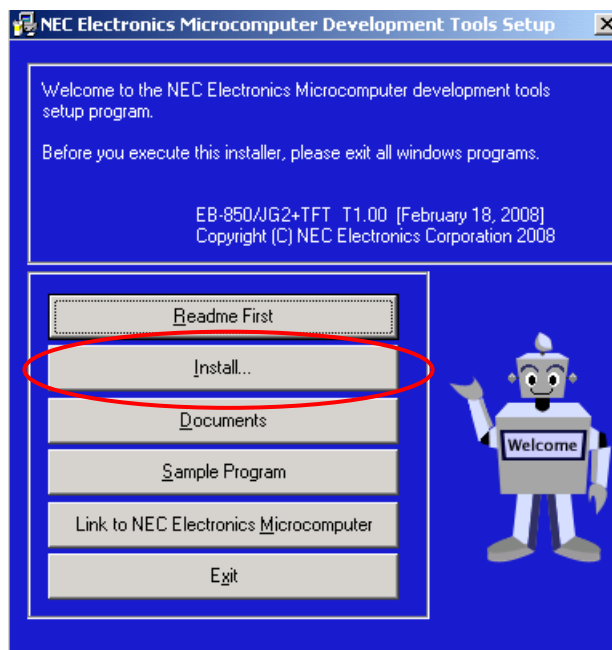 NEC Electronics Microcomputer Development Tools Setup
Welcome to the NEC Electronics Microcomputer development tools
setup program.
Before you execute this installer, please exit all windows programs.
EB-850/JG2+TFT T1.00 [February 18, 2008]
Copyright (C) NEC Electronics Corporation 2008
Readme First
Install...
Documents
Sample Program
Link to NEC Electronics Microcomputer
Exit
Welcome